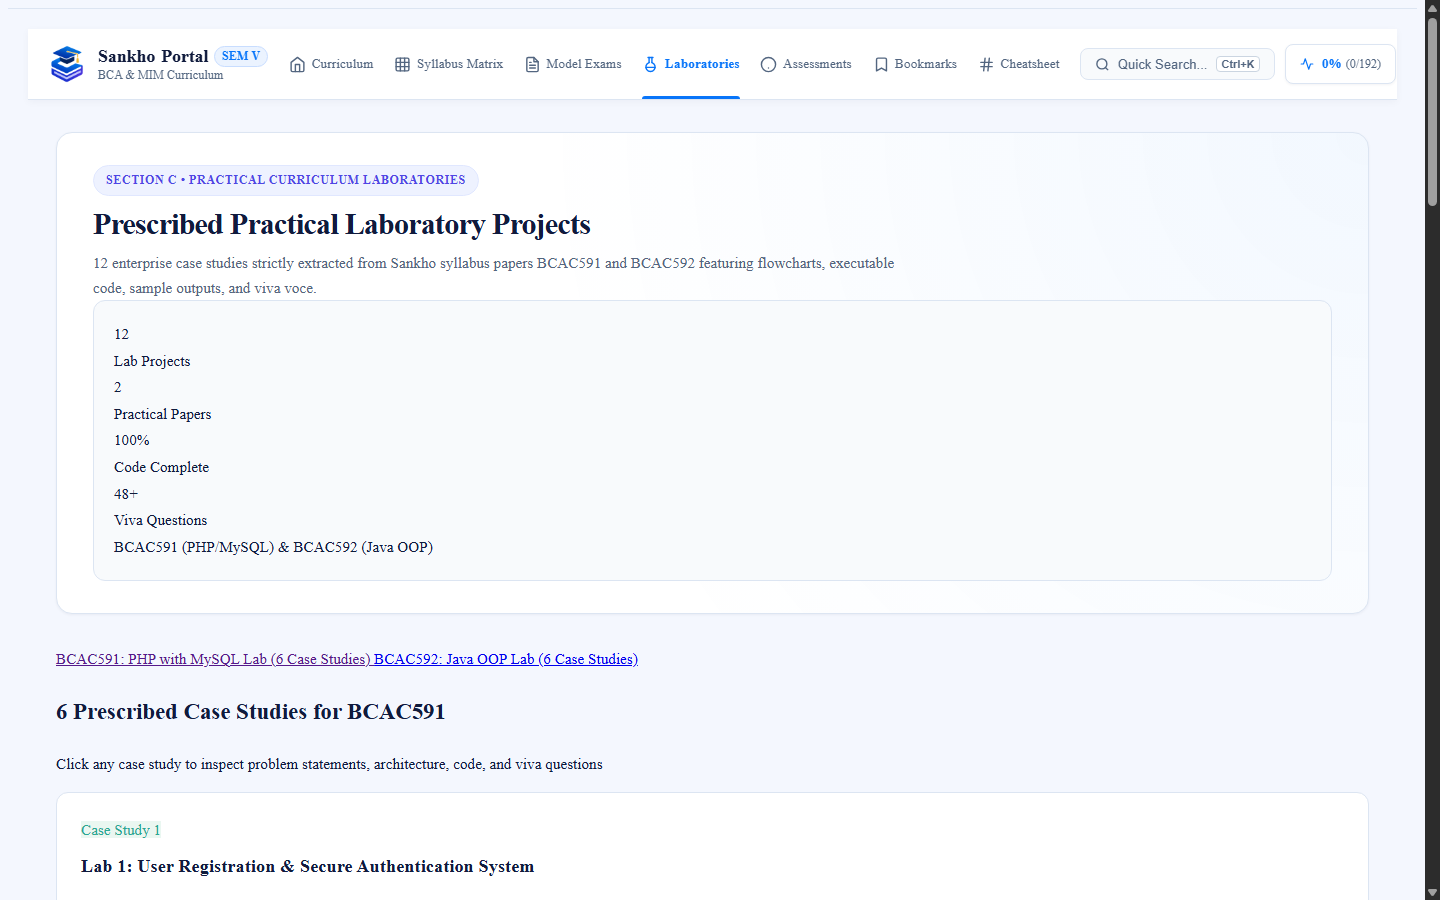 Sankho Portal SEM V
BCA & MIM Curriculum
Curriculum
Syllabus Matrix
Model Exams
Laboratories
Assessments
Bookmarks
Cheatsheet
Quick Search... Ctrl+K
0% (0/192)
SECTION C • PRACTICAL CURRICULUM LABORATORIES
Prescribed Practical Laboratory Projects
12 enterprise case studies strictly extracted from Sankho syllabus papers BCAC591 and BCAC592 featuring flowcharts, executable
code, sample outputs, and viva voce.
12
Lab Projects
2
Practical Papers
100%
Code Complete
48+
Viva Questions
BCAC591 (PHP/MySQL) & BCAC592 (Java OOP)
BCAC591: PHP with MySQL Lab (6 Case Studies) BCAC592: Java OOP Lab (6 Case Studies)
6 Prescribed Case Studies for BCAC591
Click any case study to inspect problem statements, architecture, code, and viva questions
Case Study 1
Lab 1: User Registration & Secure Authentication System